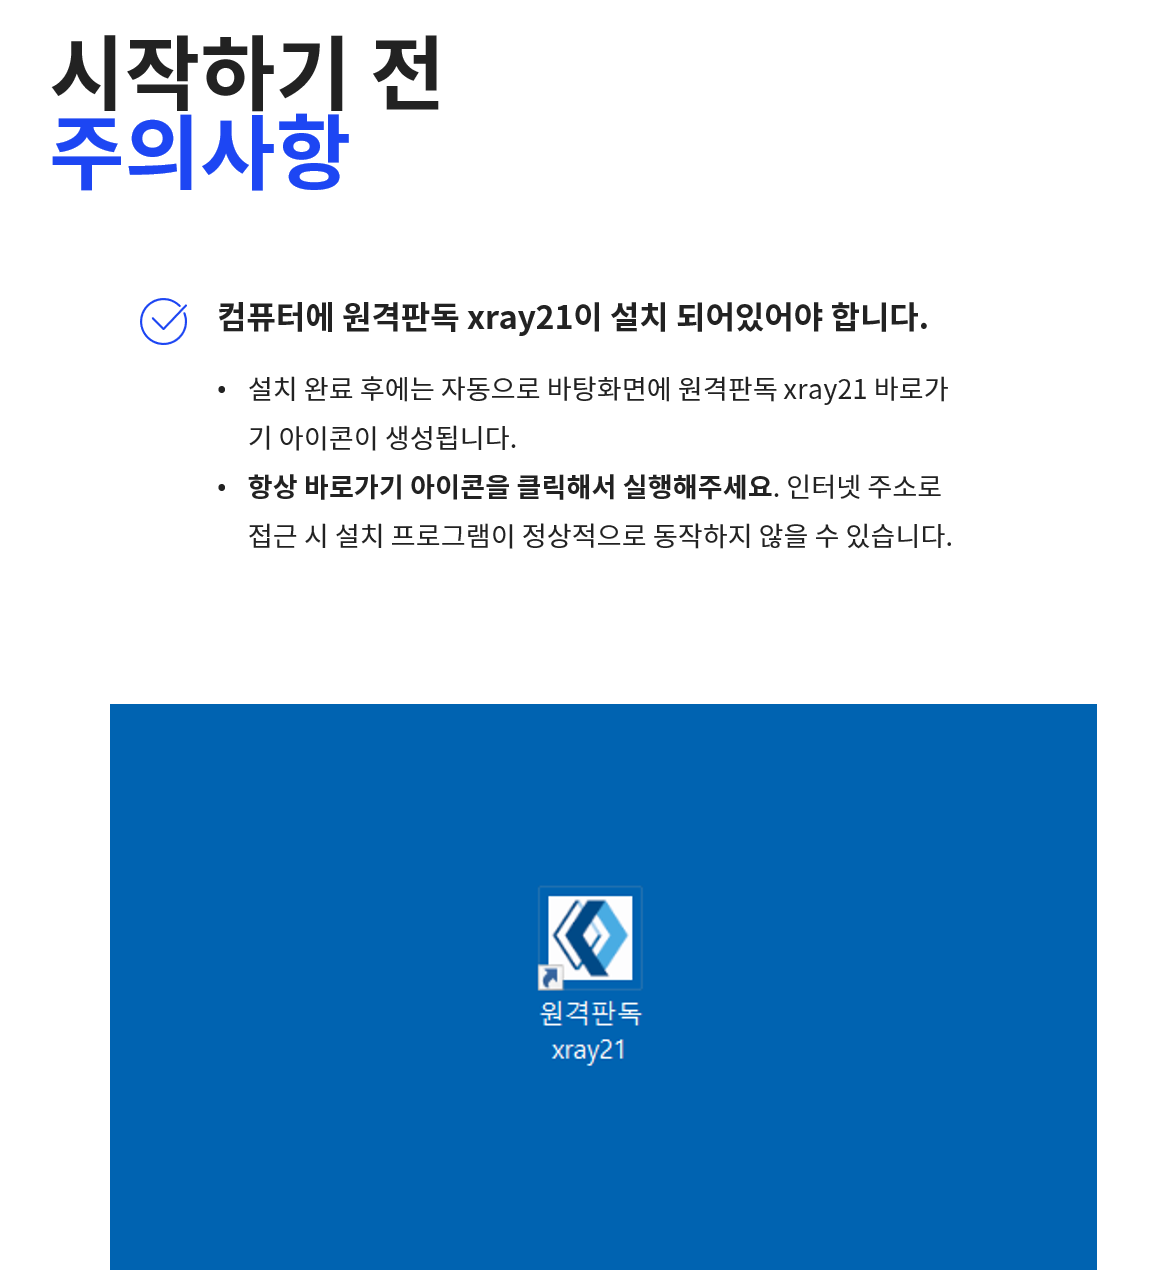 시작하기 전
주의사항
컴퓨터에 원격판독 xray21이 설치 되어있어야 합니다.
• 설치 완료 후에는 자동으로 바탕화면에 원격판독 xray21 바로가
기 아이콘이 생성됩니다.
• 항상 바로가기 아이콘을 클릭해서 실행해주세요. 인터넷 주소로
접근 시 설치 프로그램이 정상적으로 동작하지 않을 수 있습니다.
원격판독
xray21